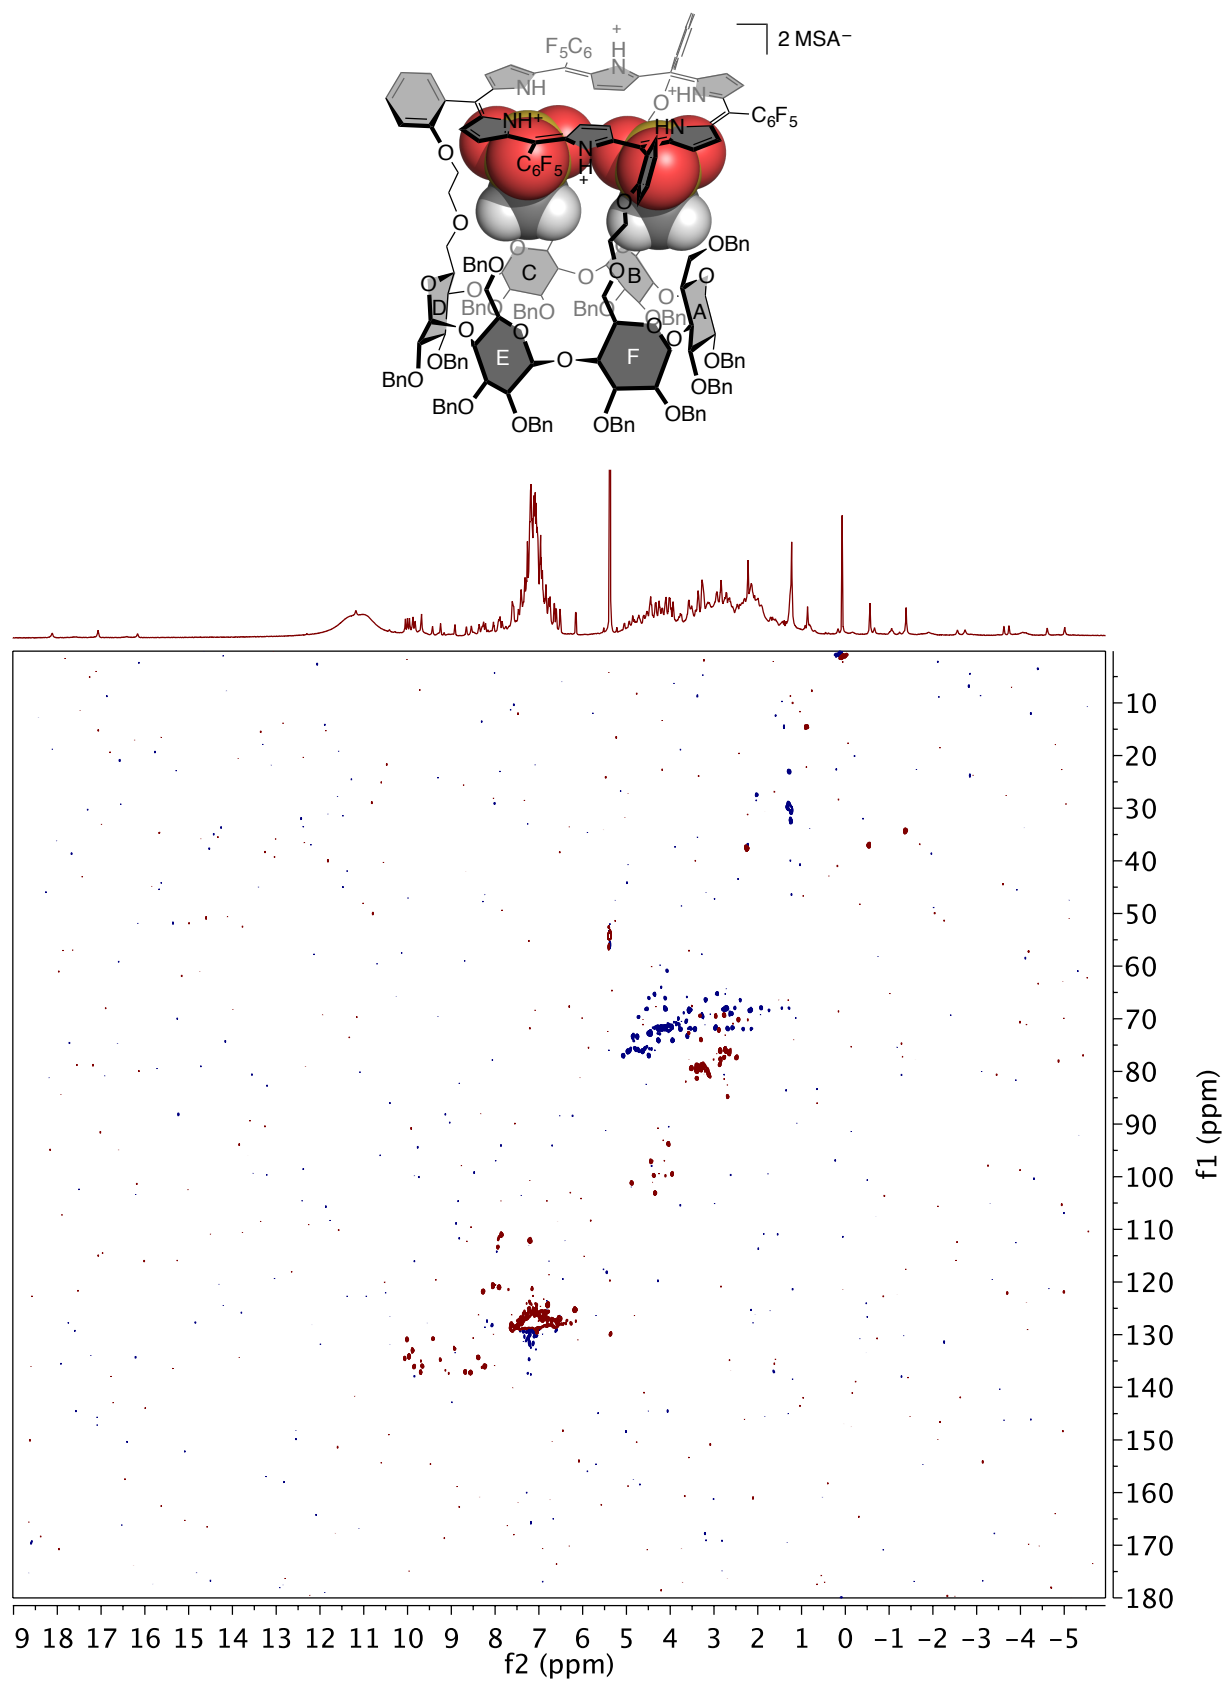 2 MSA–
F5C6
+
H
N
NH
+HN
O
C6F5
NH+
HN
C6F5
N
H
+
O
O
O
O
OBn
BnO
O
C
O
O
B
O
O
D
O
BnO
BnO
O
BnO
O
OBn
A
O
O
O
O
OBn
E
O
F
OBn
BnO
OBn
BnO
OBn
OBn
OBn
10
20
30
40
50
60
70
80
90
100
110
120
130
140
150
160
170
180
f1 (ppm)
9 18 17 16 15 14 13 12 11 10 9 8 7 6 5 4 3 2 1 0 −1 −2 −3 −4 −5
f2 (ppm)